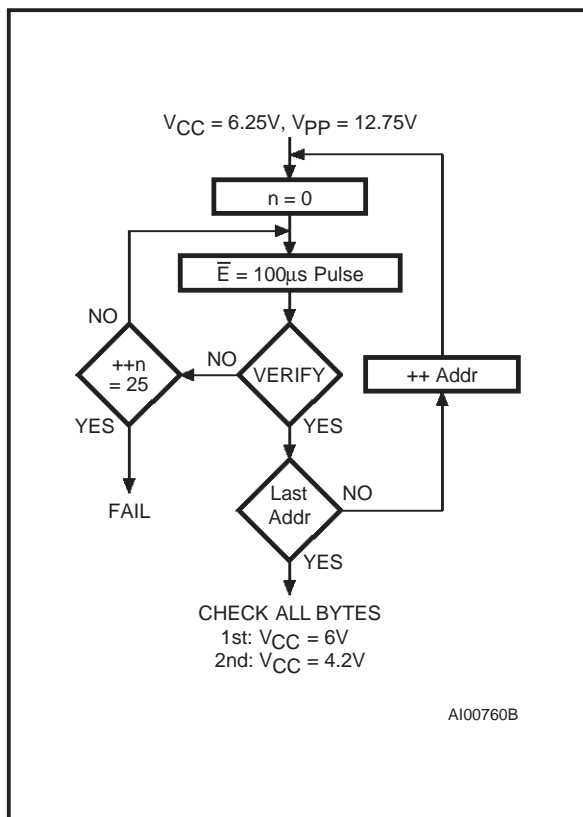 VCC = 6.25V, VPP = 12.75V
n = 0
E̅ = 100µs Pulse
NO
++n
= 25
NO
VERIFY
++ Addr
YES
YES
Last
Addr
NO
FAIL
YES
CHECK ALL BYTES
1st: VCC = 6V
2nd: VCC = 4.2V
AI00760B